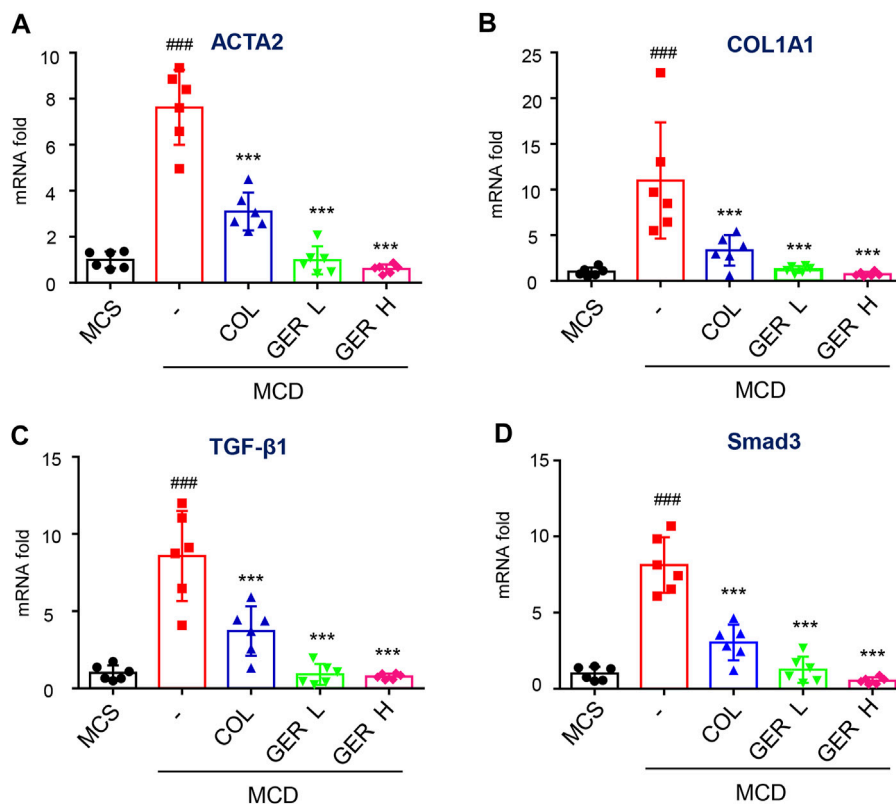 A
ACTA2
mRNA fold
10
8
6
4
2
0
###
***
***
***
MCS
-
COL
GER L
GER H
MCD
B
COL1A1
mRNA fold
25
20
15
10
5
0
###
***
***
***
MCS
-
COL
GER L
GER H
MCD
C
TGF-β1
mRNA fold
15
10
5
0
###
***
***
***
MCS
-
COL
GER L
GER H
MCD
D
Smad3
mRNA fold
15
10
5
0
###
***
***
***
MCS
-
COL
GER L
GER H
MCD